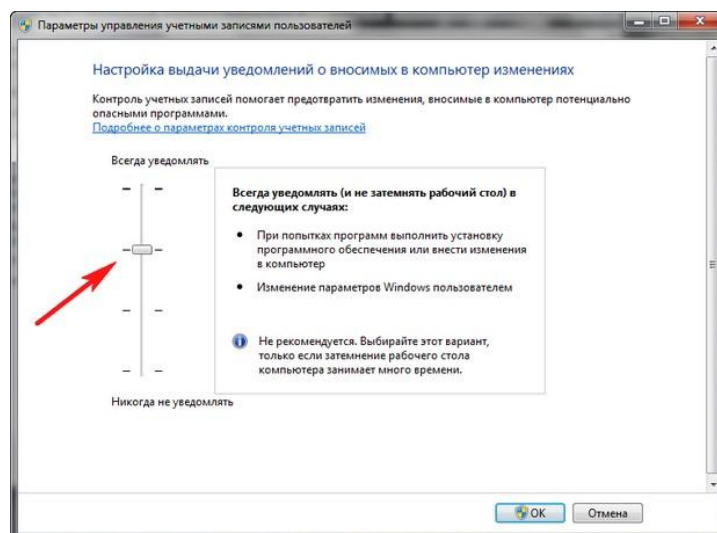 Параметры управления учетными записями пользователей
Настройка выдачи уведомлений о вносимых в компьютер изменениях
Контроль учетных записей помогает предотвратить изменения, вносимые в компьютер потенциально
опасными программами.
Подробнее о параметрах контроля учетных записей
Всегда уведомлять
Всегда уведомлять (и не затемнять рабочий стол) в
следующих случаях:
При попытках программ выполнить установку
программного обеспечения или внести изменения
в компьютер
Изменение параметров Windows пользователем
Не рекомендуется. Выбирайте этот вариант,
только если затемнение рабочего стола
компьютера занимает много времени.
Никогда не уведомлять
ОК
Отмена